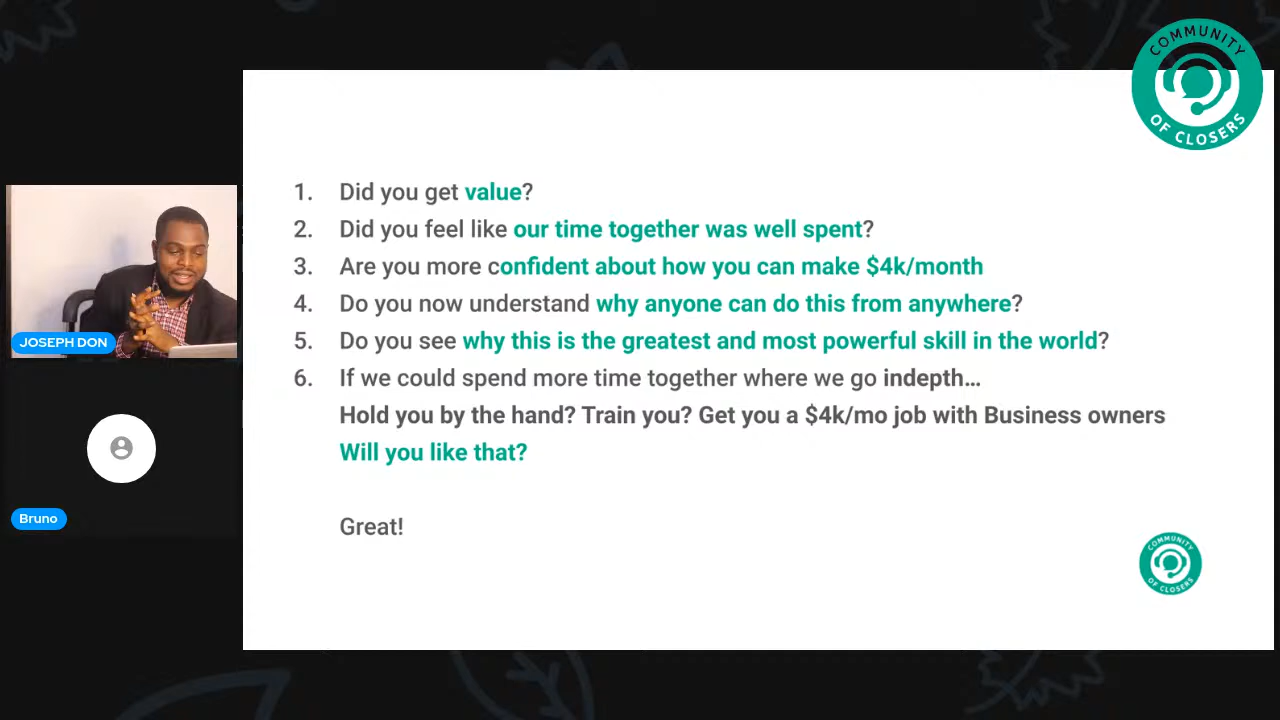 COMMUNITY OF CLOSERS
1. Did you get value?
2. Did you feel like our time together was well spent?
3. Are you more confident about how you can make $4k/month
4. Do you now understand why anyone can do this from anywhere?
5. Do you see why this is the greatest and most powerful skill in the world?
6. If we could spend more time together where we go indepth...
Hold you by the hand? Train you? Get you a $4k/mo job with Business owners
Will you like that?
Great!
JOSEPH DON
Bruno
COMMUNITY OF CLOSERS